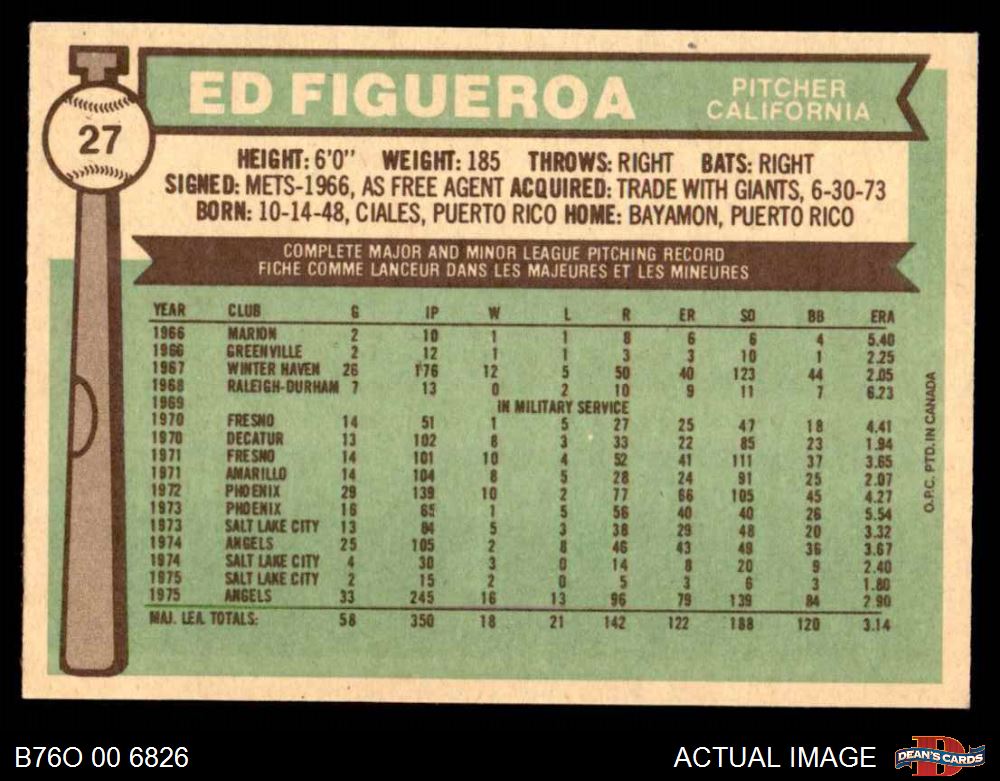 27
ED FIGUEROA
PITCHER
CALIFORNIA
HEIGHT: 6'0" WEIGHT: 185 THROWS: RIGHT BATS: RIGHT
SIGNED: METS-1966, AS FREE AGENT ACQUIRED: TRADE WITH GIANTS, 6-30-73
BORN: 10-14-48, CIALES, PUERTO RICO HOME: BAYAMON, PUERTO RICO
COMPLETE MAJOR AND MINOR LEAGUE PITCHING RECORD
FICHE COMME LANCEUR DANS LES MAJEURES ET LES MINEURES
YEAR CLUB G IP W L R ER SO BB ERA
1966 MARION 2 10 1 1 8 6 6 4 5.40
1966 GREENVILLE 2 12 1 1 3 3 10 1 2.25
1967 WINTER HAVEN 26 176 12 5 50 40 123 44 2.05
1968 RALEIGH-DURHAM 7 13 0 2 10 9 11 7 6.23
1969 IN MILITARY SERVICE
1970 FRESNO 14 51 1 5 27 25 47 18 4.41
1970 DECATUR 13 102 8 3 33 22 85 23 1.94
1971 FRESNO 14 101 10 4 52 41 111 37 3.65
1971 AMARILLO 14 104 8 5 28 24 91 25 2.07
1972 PHOENIX 29 139 10 2 77 66 105 45 4.27
1973 PHOENIX 16 65 1 5 56 40 40 26 5.54
1973 SALT LAKE CITY 13 84 5 3 38 29 48 20 3.32
1974 ANGELS 25 105 2 8 46 43 49 36 3.67
1974 SALT LAKE CITY 4 30 3 0 14 8 20 9 2.40
1975 SALT LAKE CITY 2 15 2 0 5 3 6 3 1.80
1975 ANGELS 33 245 16 13 96 79 139 84 2.90
MAJ. LEA. TOTALS: 58 350 18 21 142 122 188 120 3.14
O.P.C. PTD. IN CANADA
B76O 00 6826
ACTUAL IMAGE
D
DEAN'S CARDS